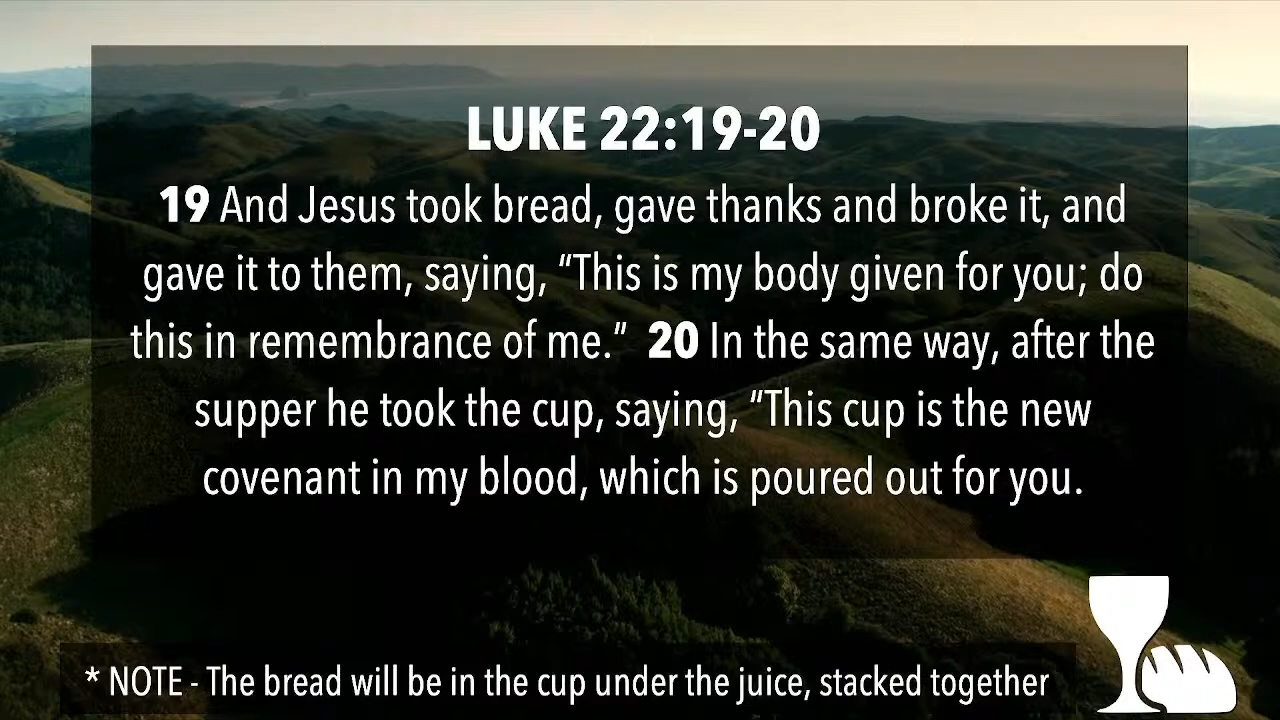 LUKE 22:19-20
19 And Jesus took bread, gave thanks and broke it, and
gave it to them, saying, “This is my body given for you; do
this in remembrance of me.” 20 In the same way, after the
supper he took the cup, saying, “This cup is the new
covenant in my blood, which is poured out for you.
* NOTE - The bread will be in the cup under the juice, stacked together